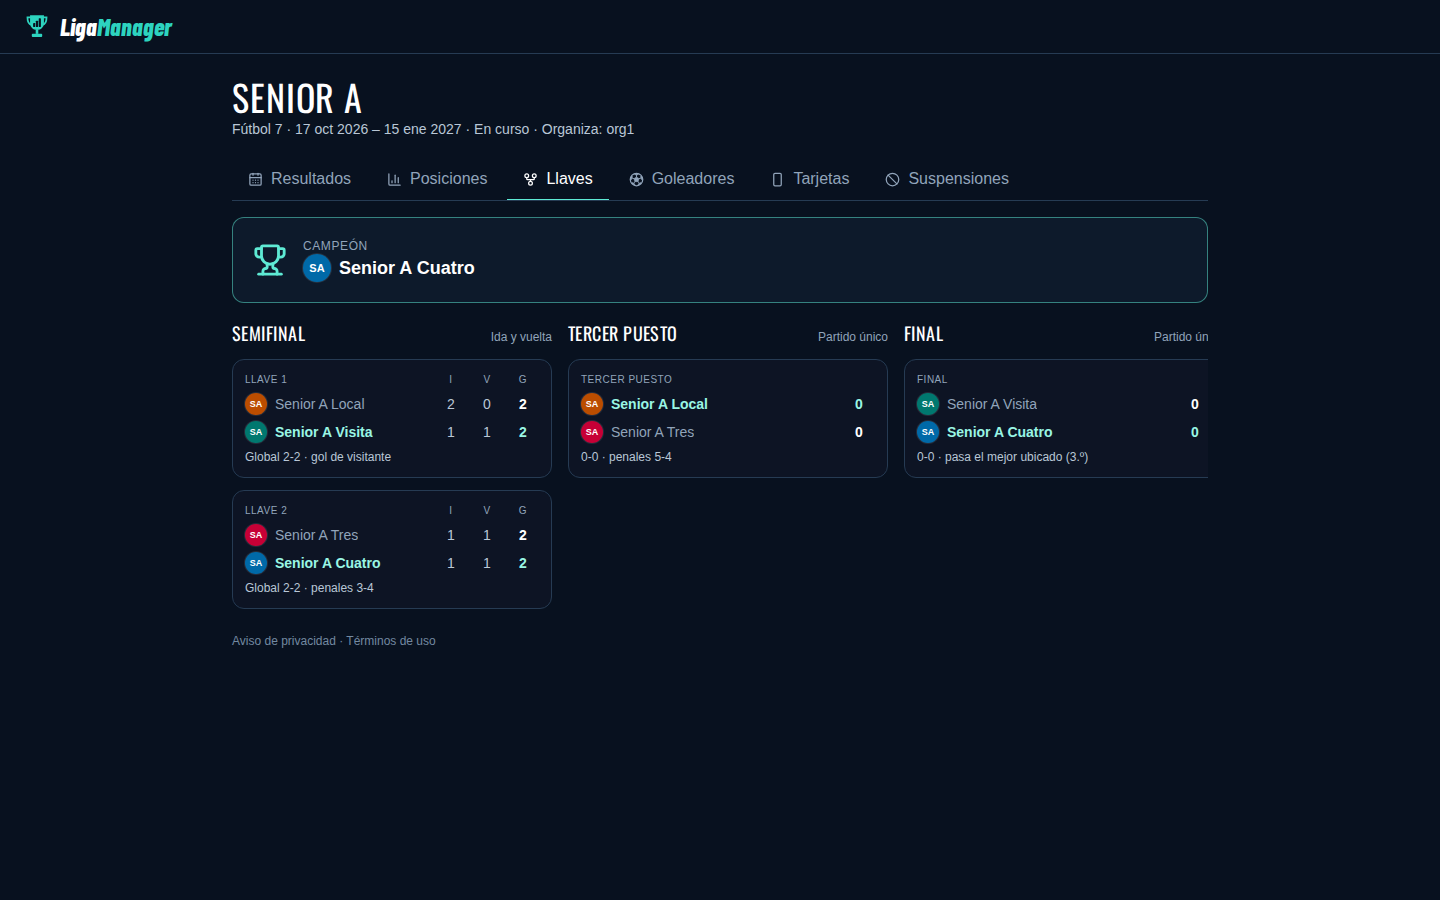 LigaManager
SENIOR A
Fútbol 7 · 17 oct 2026 – 15 ene 2027 · En curso · Organiza: org1
Resultados Posiciones Llaves Goleadores Tarjetas Suspensiones
CAMPEÓN
SA Senior A Cuatro
SEMIFINAL Ida y vuelta
LLAVE 1 I V G
SA Senior A Local 2 0 2
SA Senior A Visita 1 1 2
Global 2-2 · gol de visitante
LLAVE 2 I V G
SA Senior A Tres 1 1 2
SA Senior A Cuatro 1 1 2
Global 2-2 · penales 3-4
TERCER PUESTO Partido único
TERCER PUESTO
SA Senior A Local 0
SA Senior A Tres 0
0-0 · penales 5-4
FINAL Partido ún
FINAL
SA Senior A Visita 0
SA Senior A Cuatro 0
0-0 · pasa el mejor ubicado (3.º)
Aviso de privacidad · Términos de uso